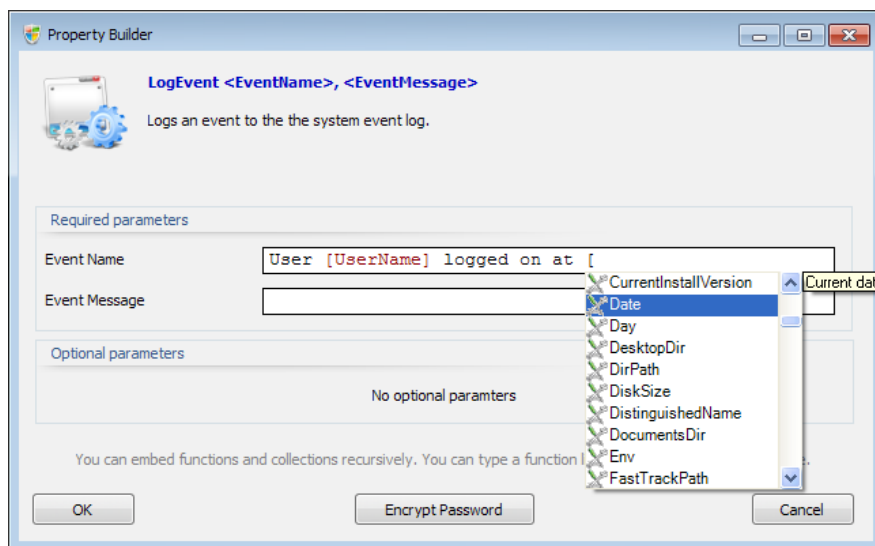 Property Builder
LogEvent <EventName>, <EventMessage>
Logs an event to the the system event log.
Required parameters
Event Name
User [UserName] logged on at [
Event Message
CurrentInstallVersion
Current dat
Date
Day
DesktopDir
DirPath
DiskSize
DistinguishedName
DocumentsDir
Env
FastTrackPath
Optional parameters
No optional paramters
You can embed functions and collections recursively. You can type a function l
e.
OK
Encrypt Password
Cancel